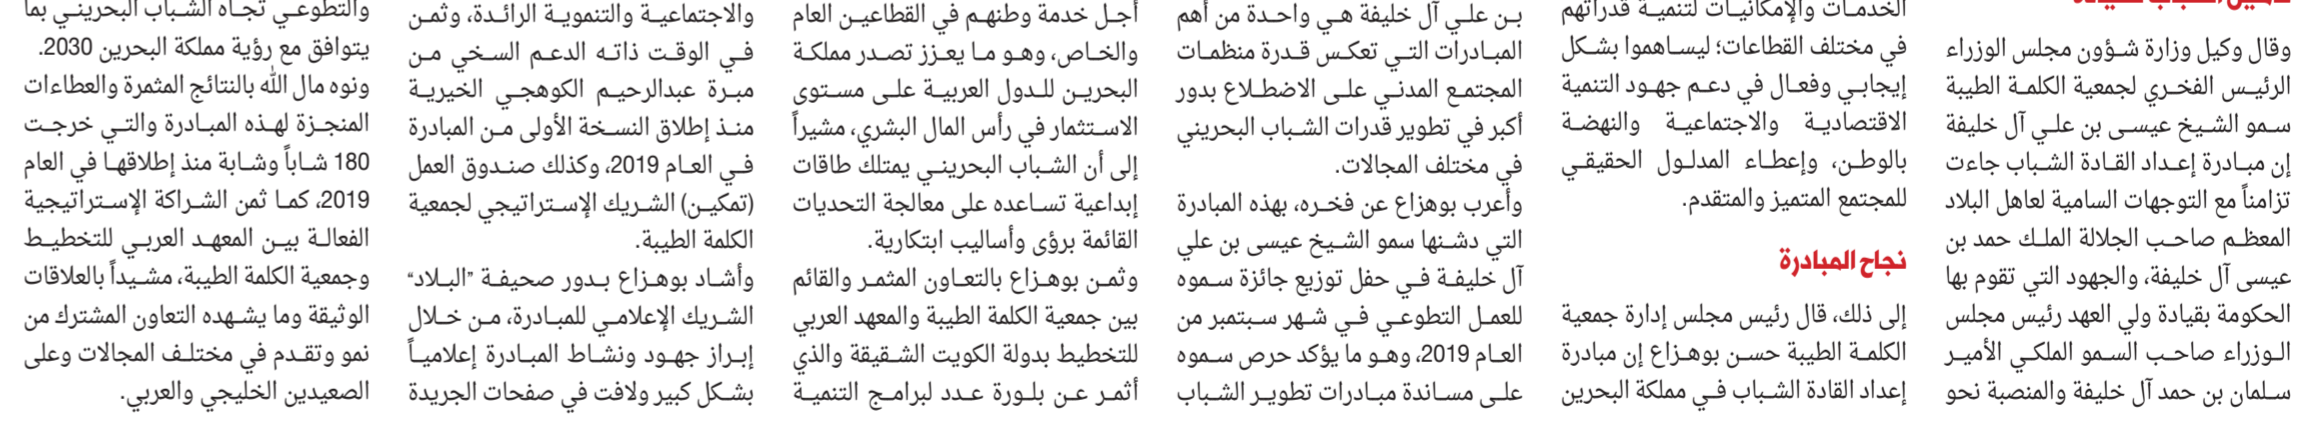 وقال وكيل وزارة شؤون مجلس الوزراء
الرئيس الفخري لجمعية الكلمة الطيبة
سمو الشيخ عيسى بن علي آل خليفة
إن مبادرة إعداد القادة الشباب جاءت
تزامناً مع التوجهات السامية لعاهل البلاد
المعظم صاحب الجلالة الملك حمد بن
عيسى آل خليفة، والجهود التي تقوم بها
الحكومة بقيادة ولي العهد رئيس مجلس
الوزراء صاحب السمو الملكي الأمير
سلمان بن حمد آل خليفة والمنصبة نحو
الخدمات والإمكانيات لتنمية قدراتهم
في مختلف القطاعات؛ ليساهموا بشكل
إيجابي وفعال في دعم جهود التنمية
الاقتصادية والاجتماعية والنهضة
بالوطن، وإعطاء المدلول الحقيقي
للمجتمع المتميز والمتقدم.
نجاح المبادرة
إلى ذلك، قال رئيس مجلس إدارة جمعية
الكلمة الطيبة حسن بوهزاع إن مبادرة
إعداد القادة الشباب في مملكة البحرين
بن علي آل خليفة هي واحدة من أهم
المبادرات التي تعكس قدرة منظمات
المجتمع المدني على الاضطلاع بدور
أكبر في تطوير قدرات الشباب البحريني
في مختلف المجالات.
وأعرب بوهزاع عن فخره، بهذه المبادرة
التي دشنها سمو الشيخ عيسى بن علي
آل خليفة في حفل توزيع جائزة سموه
للعمل التطوعي في شهر سبتمبر من
العام 2019، وهو ما يؤكد حرص سموه
على مساندة مبادرات تطوير الشباب
أجل خدمة وطنهم في القطاعين العام
والخاص، وهو ما يعزز تصدر مملكة
البحرين للدول العربية على مستوى
الاستثمار في رأس المال البشري، مشيراً
إلى أن الشباب البحريني يمتلك طاقات
إبداعية تساعده على معالجة التحديات
القائمة برؤى وأساليب ابتكارية.
وثمن بوهزاع بالتعاون المثمر والقائم
بين جمعية الكلمة الطيبة والمعهد العربي
للتخطيط بدولة الكويت الشقيقة والذي
أثمر عن بلورة عدد لبرامج التنمية
والاجتماعية والتنموية الرائدة، وثمن
في الوقت ذاته الدعم السخي من
مبرة عبدالرحيم الكوهجي الخيرية
منذ إطلاق النسخة الأولى من المبادرة
في العام 2019، وكذلك صندوق العمل
(تمكين) الشريك الإستراتيجي لجمعية
الكلمة الطيبة.
وأشاد بوهزاع بدور صحيفة "البلاد"
الشريك الإعلامي للمبادرة، من خلال
إبراز جهود ونشاط المبادرة إعلامياً
بشكل كبير ولافت في صفحات الجريدة
والتطوعي تجاه الشباب البحريني بما
يتوافق مع رؤية مملكة البحرين 2030.
ونوه مال الله بالنتائج المثمرة والعطاءات
المنجزة لهذه المبادرة والتي خرجت
180 شاباً وشابة منذ إطلاقها في العام
2019، كما ثمن الشراكة الإستراتيجية
الفعالة بين المعهد العربي للتخطيط
وجمعية الكلمة الطيبة، مشيداً بالعلاقات
الوثيقة وما يشهده التعاون المشترك من
نمو وتقدم في مختلف المجالات وعلى
الصعيدين الخليجي والعربي.